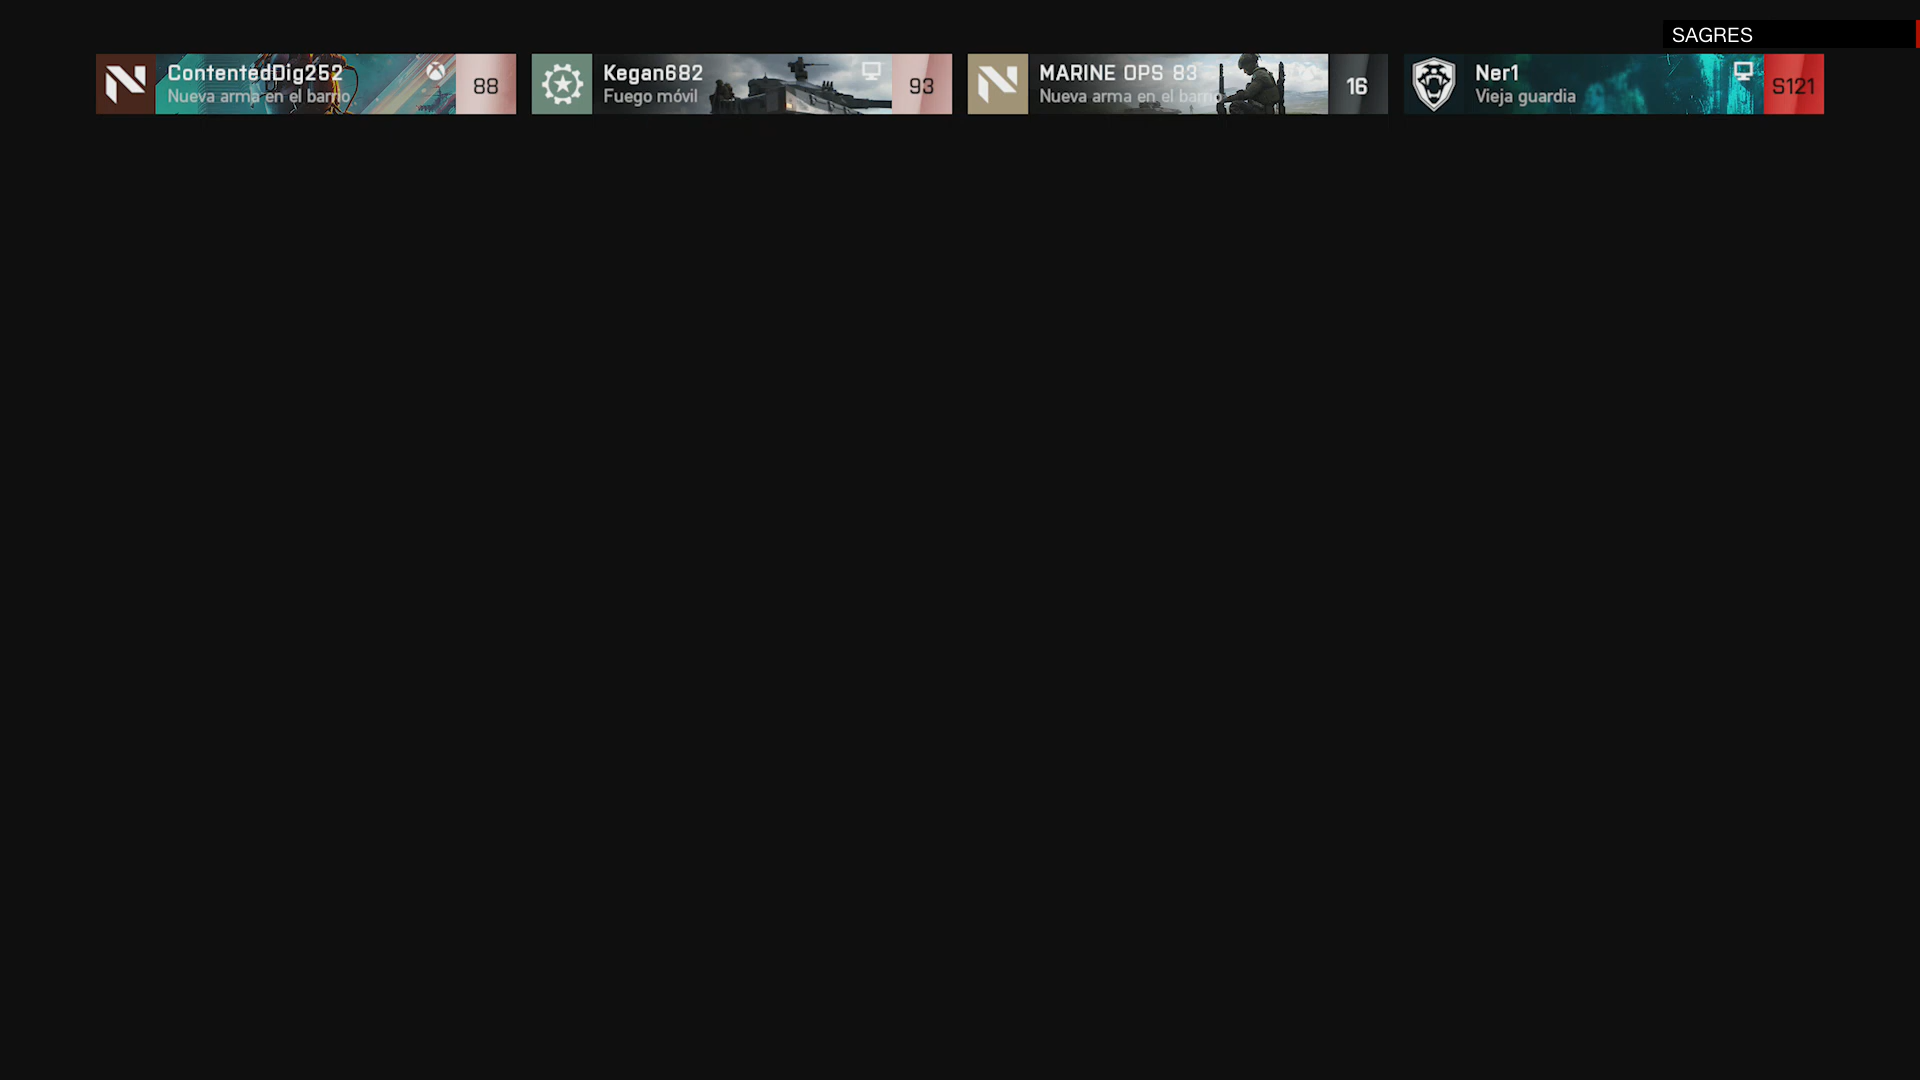 SAGRES
ContentedDig252
Nueva arma en el barrio
88
Kegan682
Fuego móvil
93
MARINE OPS 83
Nueva arma en el barrio
16
Ner1
Vieja guardia
S121